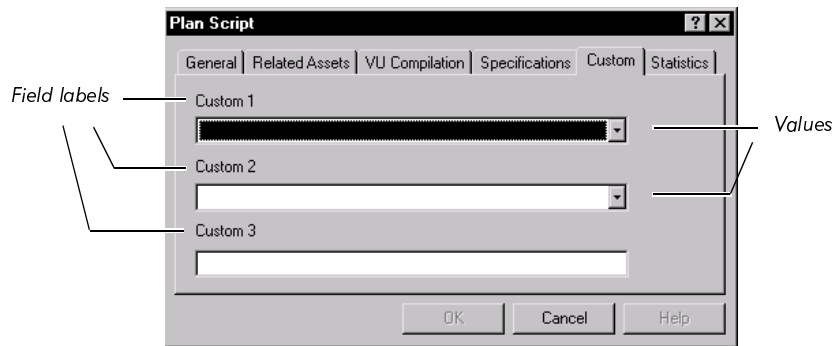 Plan Script
General Related Assets VU Compilation Specifications Custom Statistics
Field labels
Custom 1
Values
Custom 2
Custom 3
OK Cancel Help